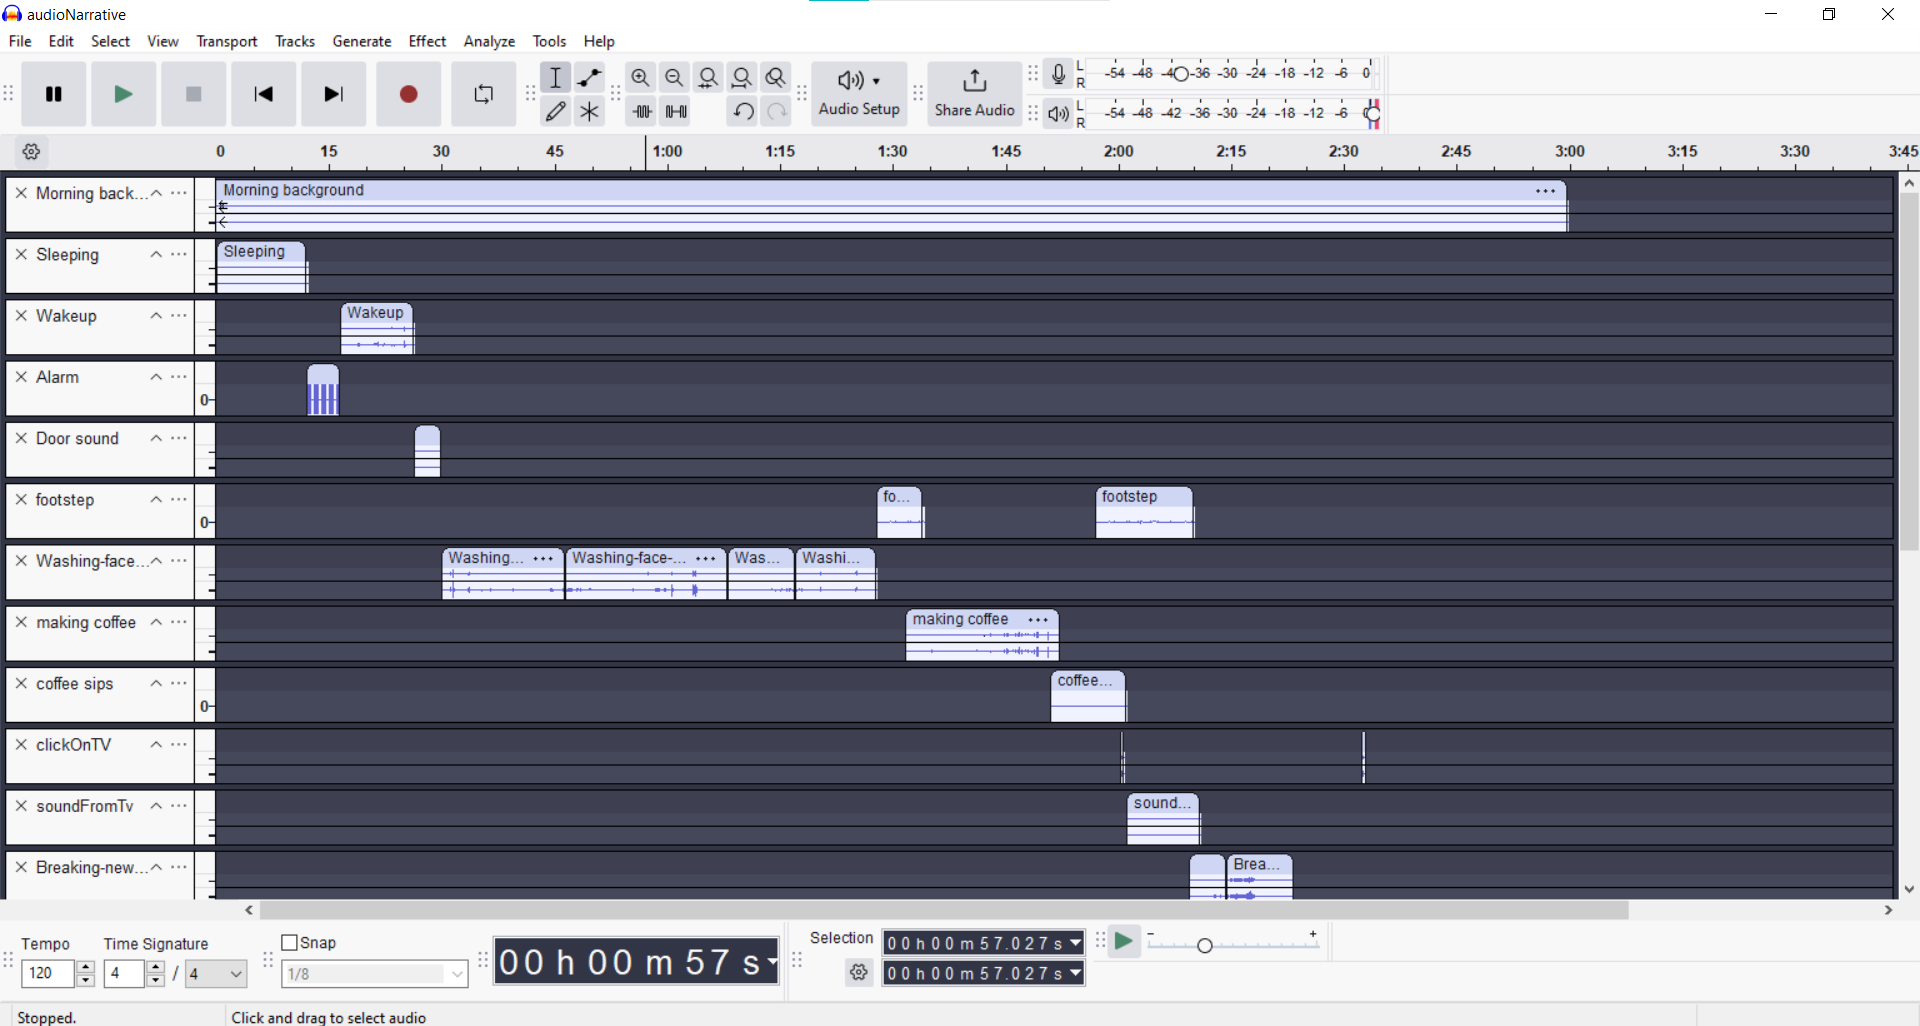 audioNarrative
File Edit Select View Transport Tracks Generate Effect Analyze Tools Help
Audio Setup
Share Audio
L R -54 -48 -42 -36 -30 -24 -18 -12 -6 0
L R -54 -48 -42 -36 -30 -24 -18 -12 -6 0
0 15 30 45 1:00 1:15 1:30 1:45 2:00 2:15 2:30 2:45 3:00 3:15 3:30 3:45
Morning back... Morning background
Sleeping Sleeping
Wakeup Wakeup
Alarm 0
Door sound
footstep 0 fo... footstep
Washing-face... Washing... Washing-face-... Was... Washi...
making coffee making coffee
coffee sips 0 coffee...
clickOnTV
soundFromTv sound...
Breaking-new... Brea...
Tempo Time Signature
120 4 / 4
Snap
1/8
00 h 00 m 57 s
Selection
00 h 00 m 57.027 s
00 h 00 m 57.027 s
- +
Stopped. Click and drag to select audio